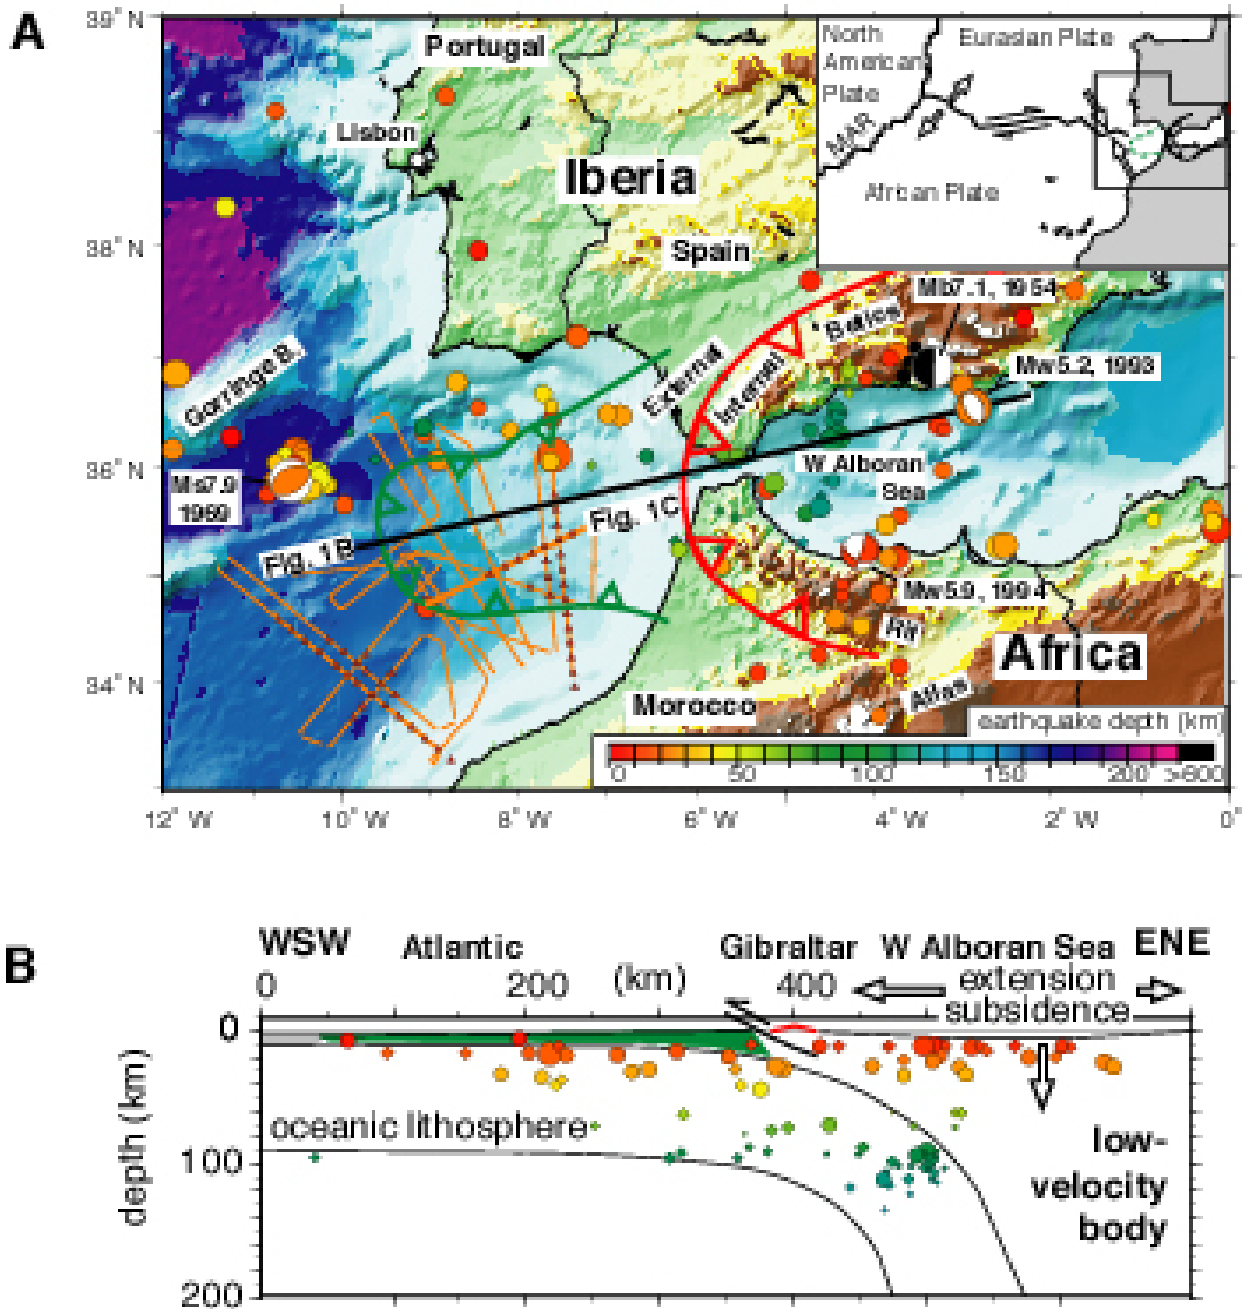 A
39° N
38° N
36° N
34° N
Portugal
Lisbon
Iberia
Spain
North
American
Plate
Eurasian Plate
MAR
African Plate
Mb7.1, 1954
Betics
Mw5.2, 1993
Gorringe B.
External
Internal
W Alboran
Sea
Ms7.9
1969
Fig. 1B
Fig. 1C
Mw5.9, 1994
Rif
Africa
Atlas
Morocco
earthquake depth (km)
0 50 100 150 200 >600
12° W 10° W 8° W 6° W 4° W 2° W 0°
B
WSW Atlantic Gibraltar W Alboran Sea ENE
0 200 (km) 400 extension
subsidence
0
100
200
depth (km)
oceanic lithosphere
low-
velocity
body